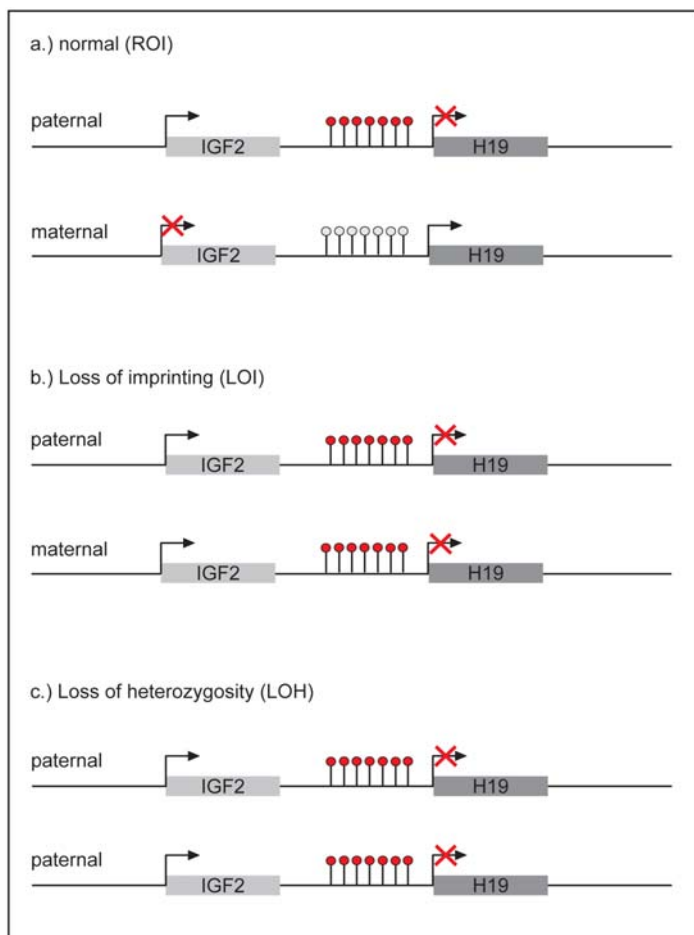 a.) normal (ROI)
paternal
IGF2 H19
maternal
IGF2 H19
b.) Loss of imprinting (LOI)
paternal
IGF2 H19
maternal
IGF2 H19
c.) Loss of heterozygosity (LOH)
paternal
IGF2 H19
paternal
IGF2 H19